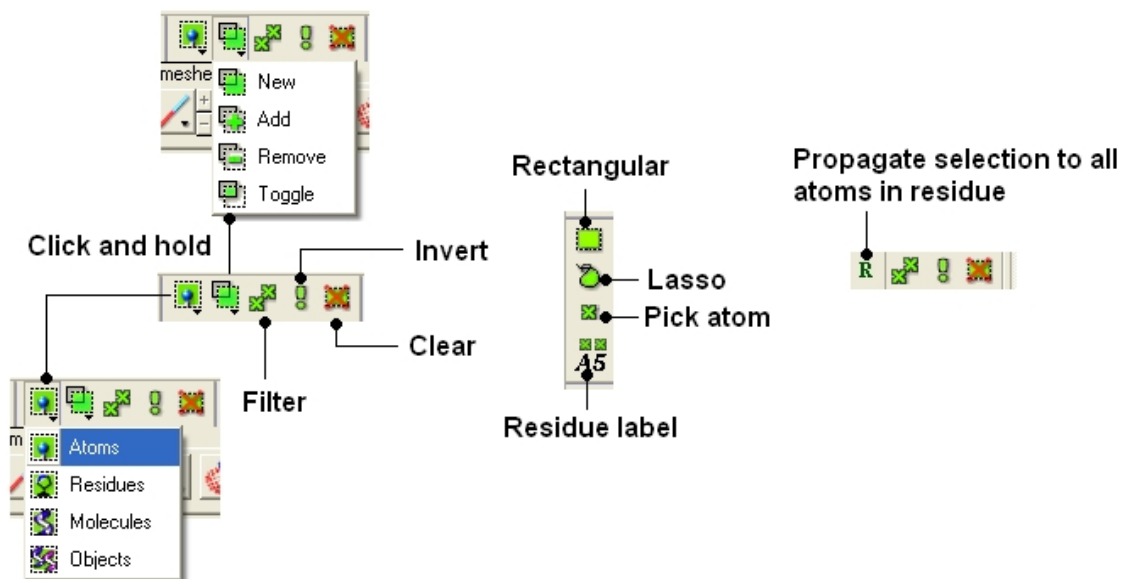 meshe
New
Add
Remove
Toggle
Click and hold
Invert
Clear
Filter
m
Atoms
Residues
Molecules
Objects
Rectangular
Lasso
Pick atom
A5
Residue label
Propagate selection to all
atoms in residue
R